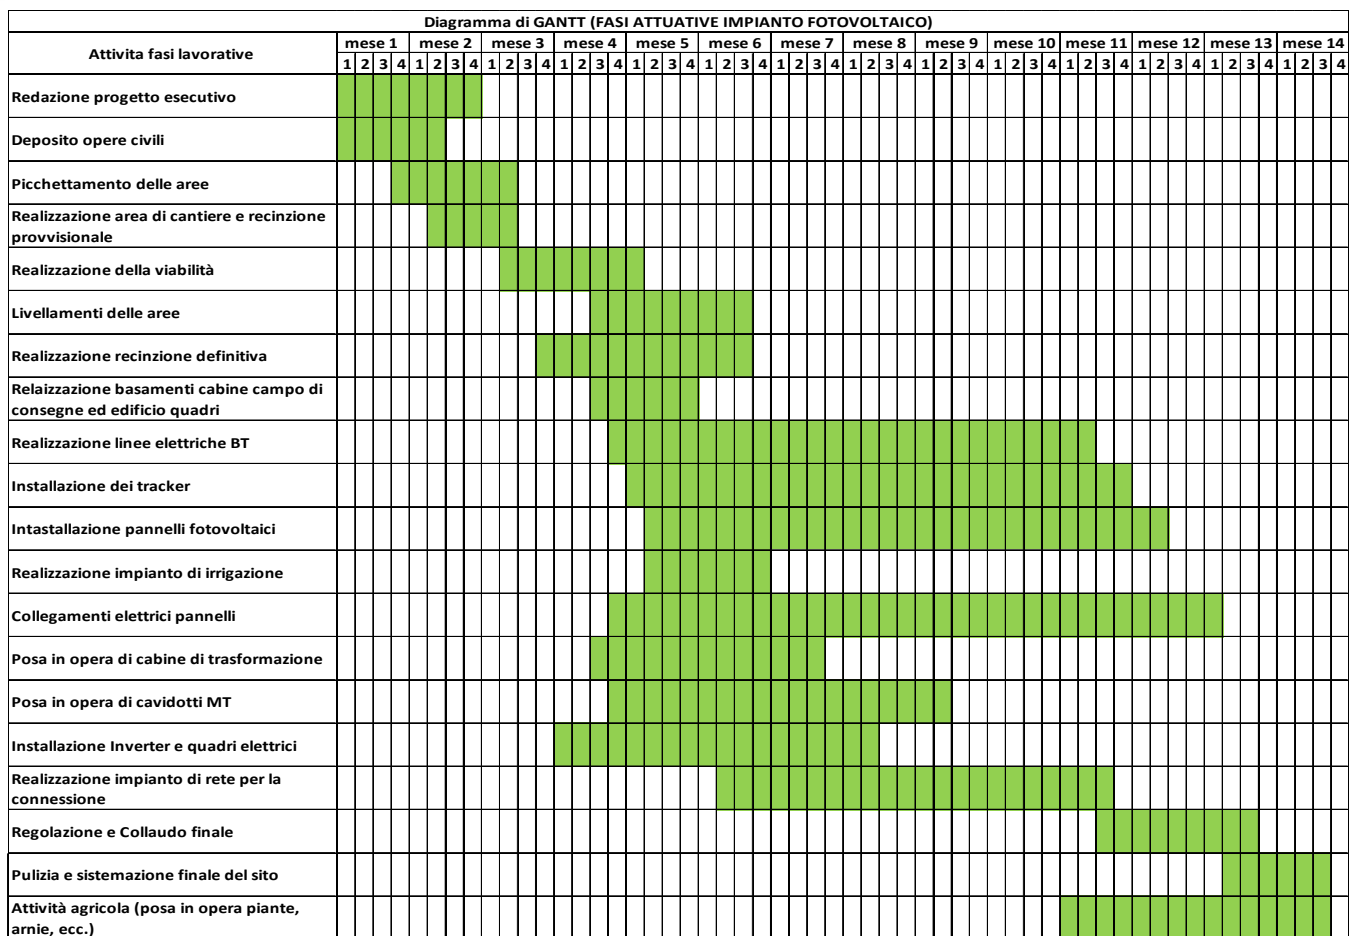 Diagramma di GANTT (FASI ATTUATIVE IMPIANTO FOTOVOLTAICO)
Attivita fasi lavorative
mese 1 mese 2 mese 3 mese 4 mese 5 mese 6 mese 7 mese 8 mese 9 mese 10 mese 11 mese 12 mese 13 mese 14
1 2 3 4 1 2 3 4 1 2 3 4 1 2 3 4 1 2 3 4 1 2 3 4 1 2 3 4 1 2 3 4 1 2 3 4 1 2 3 4 1 2 3 4 1 2 3 4 1 2 3 4 1 2 3 4
Redazione progetto esecutivo
Deposito opere civili
Picchettamento delle aree
Realizzazione area di cantiere e recinzione
provvisionale
Realizzazione della viabilità
Livellamenti delle aree
Realizzazione recinzione definitiva
Relaizzazione basamenti cabine campo di
consegne ed edificio quadri
Realizzazione linee elettriche BT
Installazione dei tracker
Intastallazione pannelli fotovoltaici
Realizzazione impianto di irrigazione
Collegamenti elettrici pannelli
Posa in opera di cabine di trasformazione
Posa in opera di cavidotti MT
Installazione Inverter e quadri elettrici
Realizzazione impianto di rete per la
connessione
Regolazione e Collaudo finale
Pulizia e sistemazione finale del sito
Attività agricola (posa in opera piante,
arnie, ecc.)